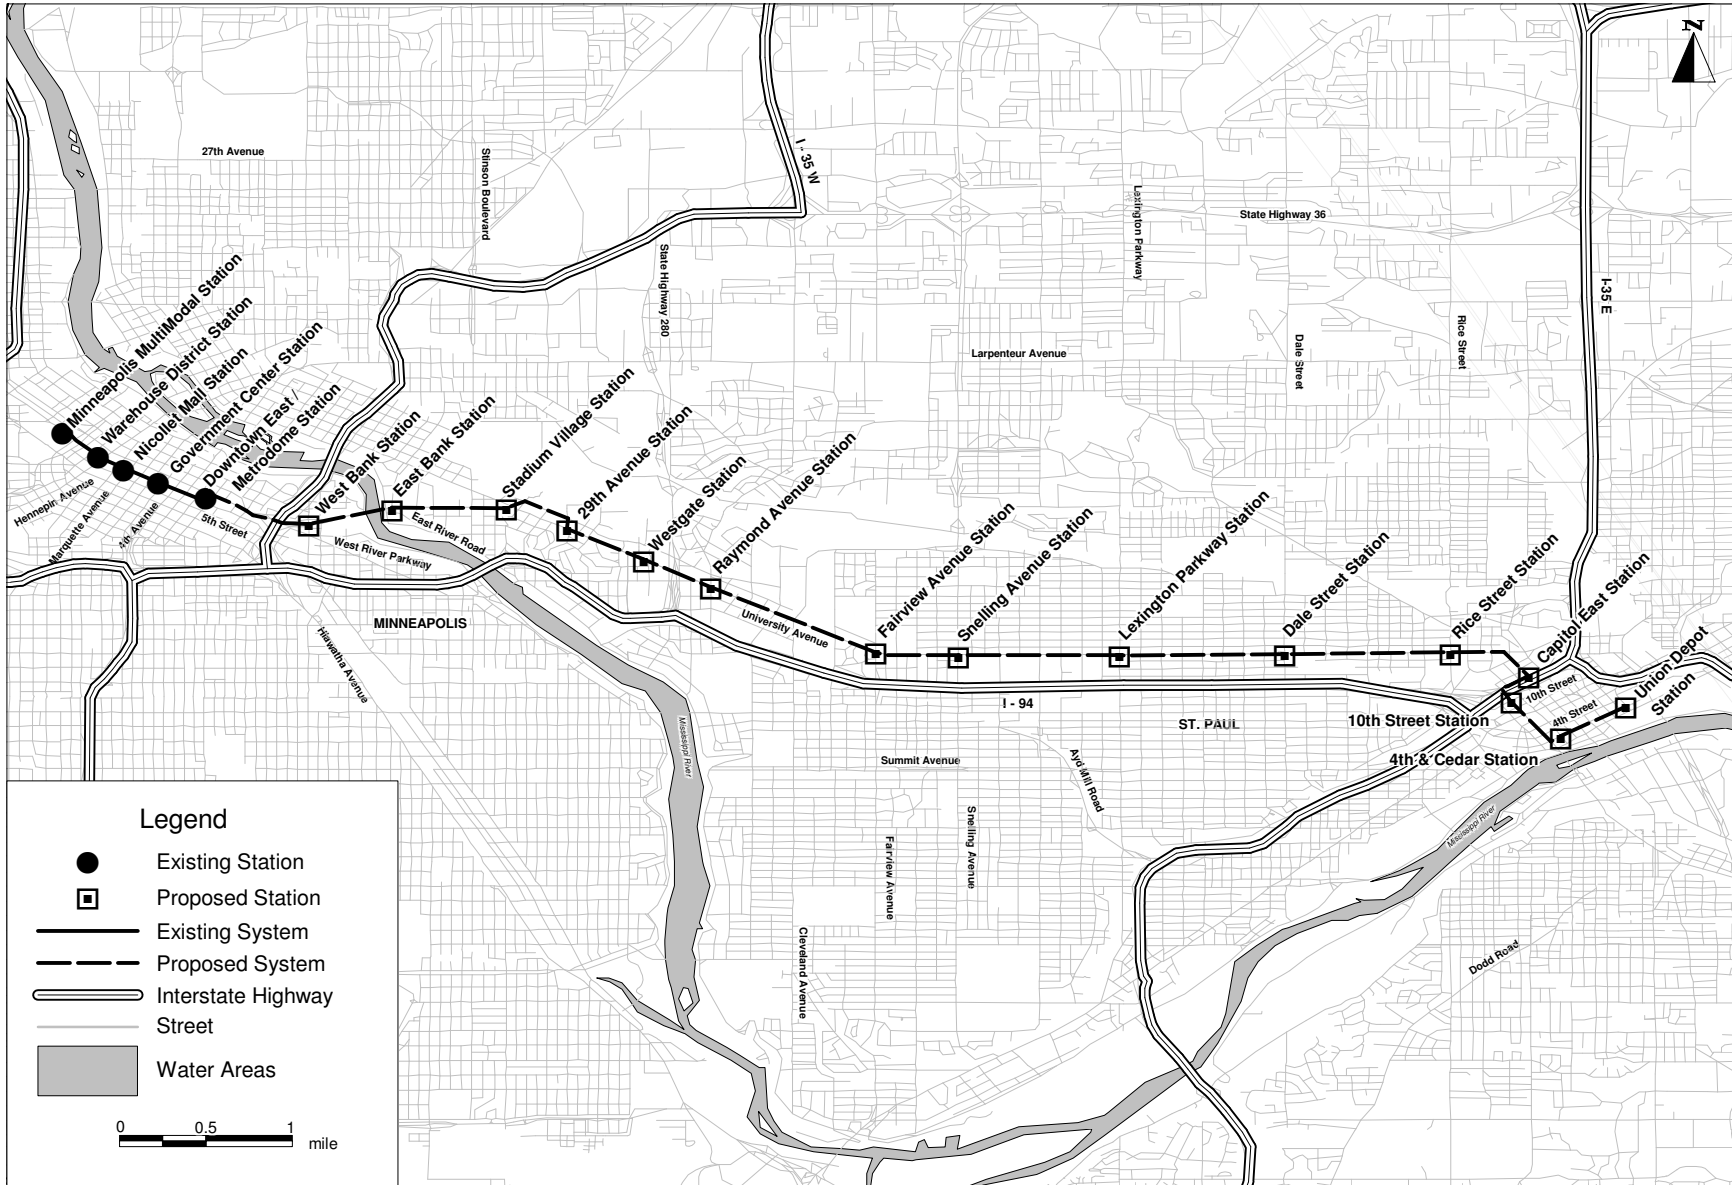 N
27th Avenue
Stinson Boulevard
I - 35 W
Lexington Parkway
State Highway 36
State Highway 280
I-35 E
Larpenteur Avenue
Dale Street
Rice Street
Minneapolis MultiModal Station
Warehouse District Station
Nicollet Mall Station
Government Center Station
Downtown East /
Metrodome Station
West Bank Station
East Bank Station
Stadium Village Station
29th Avenue Station
Westgate Station
Raymond Avenue Station
Fairview Avenue Station
Snelling Avenue Station
Lexington Parkway Station
Dale Street Station
Rice Street Station
Capitol East Station
Union Depot
Station
Hennepin Avenue
Marquette Avenue
4th Avenue
5th Street
West River Parkway
East River Road
University Avenue
MINNEAPOLIS
Hiawatha Avenue
Mississippi River
I - 94
ST. PAUL
10th Street
4th Street
10th Street Station
4th & Cedar Station
Summit Avenue
Ayd Mill Road
Snelling Avenue
Fairview Avenue
Cleveland Avenue
Mississippi River
Dodd Road
Legend
Existing Station
Proposed Station
Existing System
Proposed System
Interstate Highway
Street
Water Areas
0 0.5 1
mile